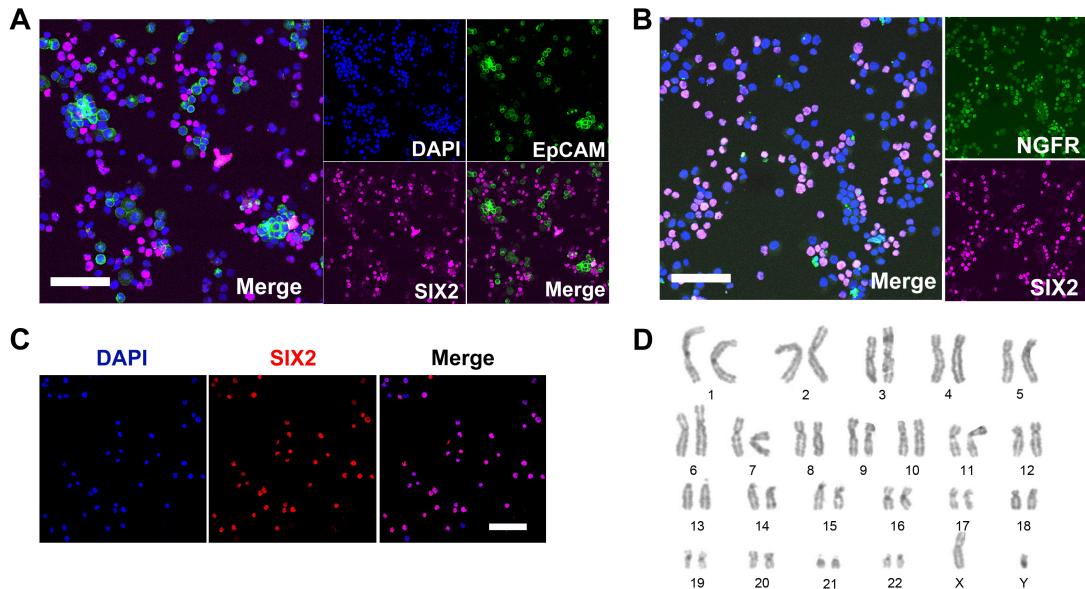 A
Merge
DAPI
EpCAM
SIX2
Merge
B
Merge
NGFR
SIX2
C
DAPI
SIX2
Merge
D
1 2 3 4 5
6 7 8 9 10 11 12
13 14 15 16 17 18
19 20 21 22 X Y